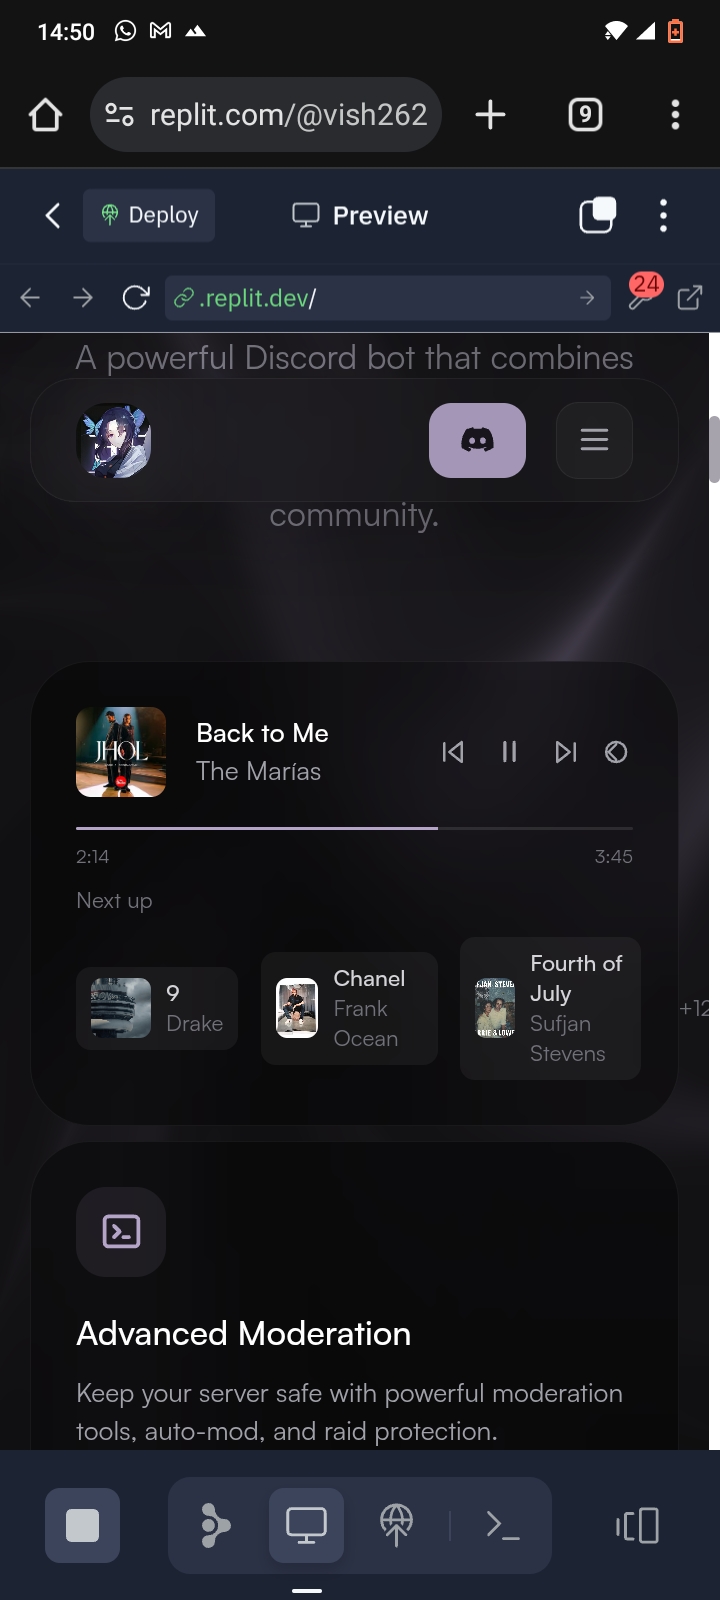 14:50
replit.com/@vish262
9
Deploy
Preview
.replit.dev/
24
A powerful Discord bot that combines
community.
JHOL
Back to Me
The Marías
2:14
3:45
Next up
9
Drake
Chanel
Frank
Ocean
Fourth of
July
Sufjan
Stevens
+12
Advanced Moderation
Keep your server safe with powerful moderation
tools, auto-mod, and raid protection.